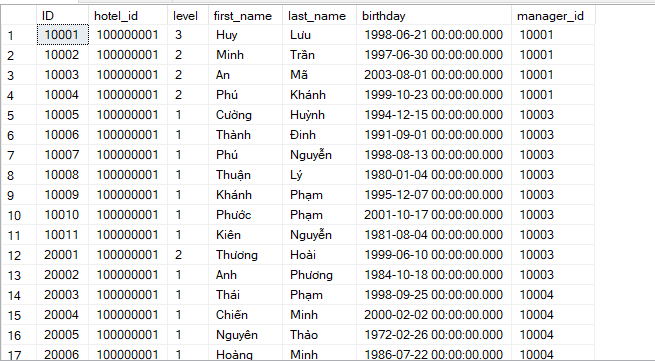 ID hotel_id level first_name last_name birthday manager_id
1 10001 100000001 3 Huy Lưu 1998-06-21 00:00:00.000 10001
2 10002 100000001 2 Minh Trần 1997-06-30 00:00:00.000 10001
3 10003 100000001 2 An Mã 2003-08-01 00:00:00.000 10001
4 10004 100000001 2 Phú Khánh 1999-10-23 00:00:00.000 10001
5 10005 100000001 1 Cường Huỳnh 1994-12-15 00:00:00.000 10003
6 10006 100000001 1 Thành Đinh 1991-09-01 00:00:00.000 10003
7 10007 100000001 1 Phú Nguyễn 1998-08-13 00:00:00.000 10003
8 10008 100000001 1 Thuận Lý 1980-01-04 00:00:00.000 10003
9 10009 100000001 1 Khánh Phạm 1995-12-07 00:00:00.000 10003
10 10010 100000001 1 Phước Phạm 2001-10-17 00:00:00.000 10003
11 10011 100000001 1 Kiên Nguyễn 1981-08-04 00:00:00.000 10003
12 20001 100000001 2 Thương Hoài 1999-06-10 00:00:00.000 10003
13 20002 100000001 1 Anh Phương 1984-10-18 00:00:00.000 10003
14 20003 100000001 1 Thái Phạm 1998-09-25 00:00:00.000 10004
15 20004 100000001 1 Chiến Minh 2000-02-02 00:00:00.000 10004
16 20005 100000001 1 Nguyên Thảo 1972-02-26 00:00:00.000 10004
17 20006 100000001 1 Hoàng Minh 1986-07-22 00:00:00.000 10004